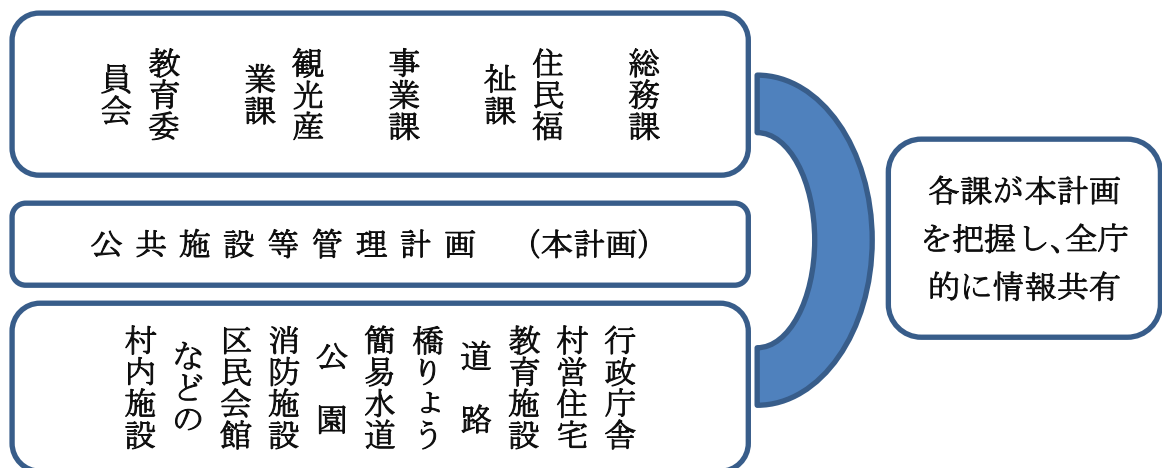 総務課
住民福
祉課
事業課
観光産
業課
教育委
員会
公共施設等管理計画 (本計画)
行政庁舎
村営住宅
教育施設
道路
橋りょう
簡易水道
公園
消防施設
区民会館
などの
村内施設
各課が本計画
を把握し、全庁
的に情報共有